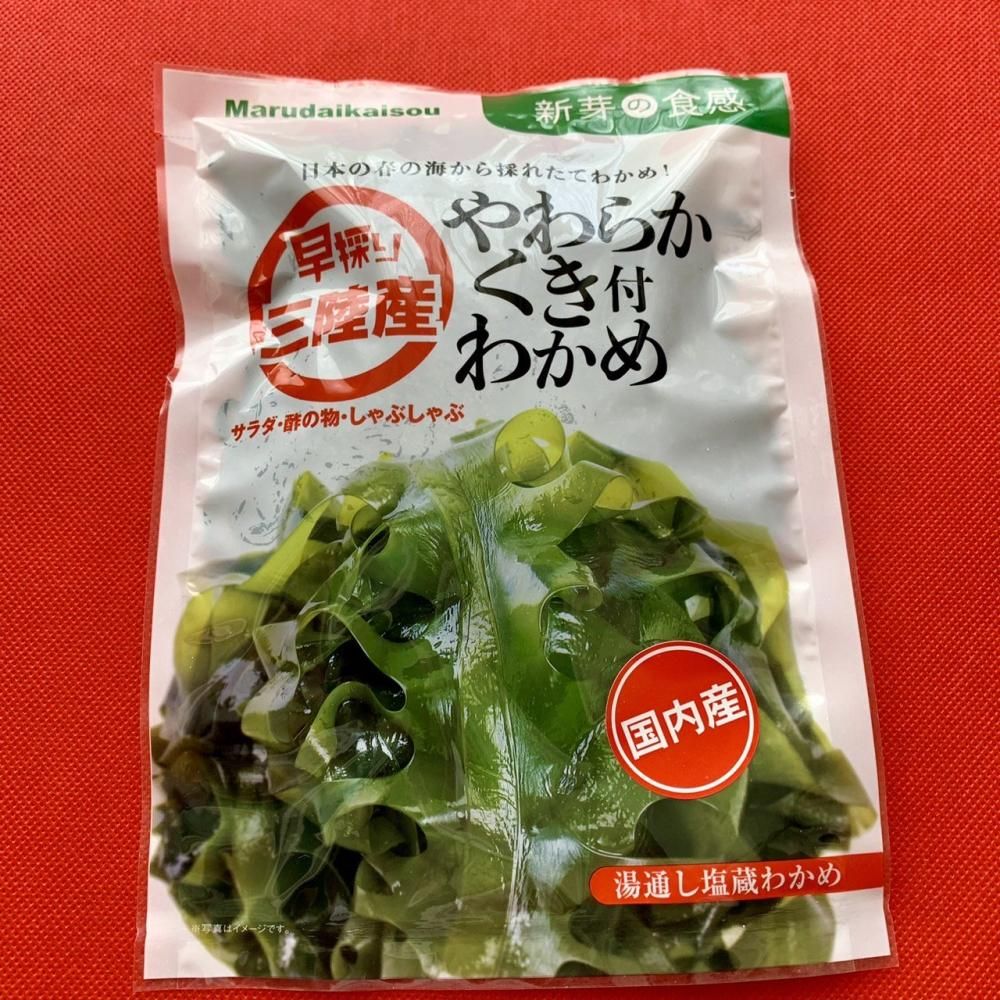 Marudaikaisou
新芽の食感
日本の春の海から採れたてわかめ!
早採り
三陸産
やわらか
くき付
わかめ
サラダ・酢の物・しゃぶしゃぶ
国内産
湯通し塩蔵わかめ
※写真はイメージです。